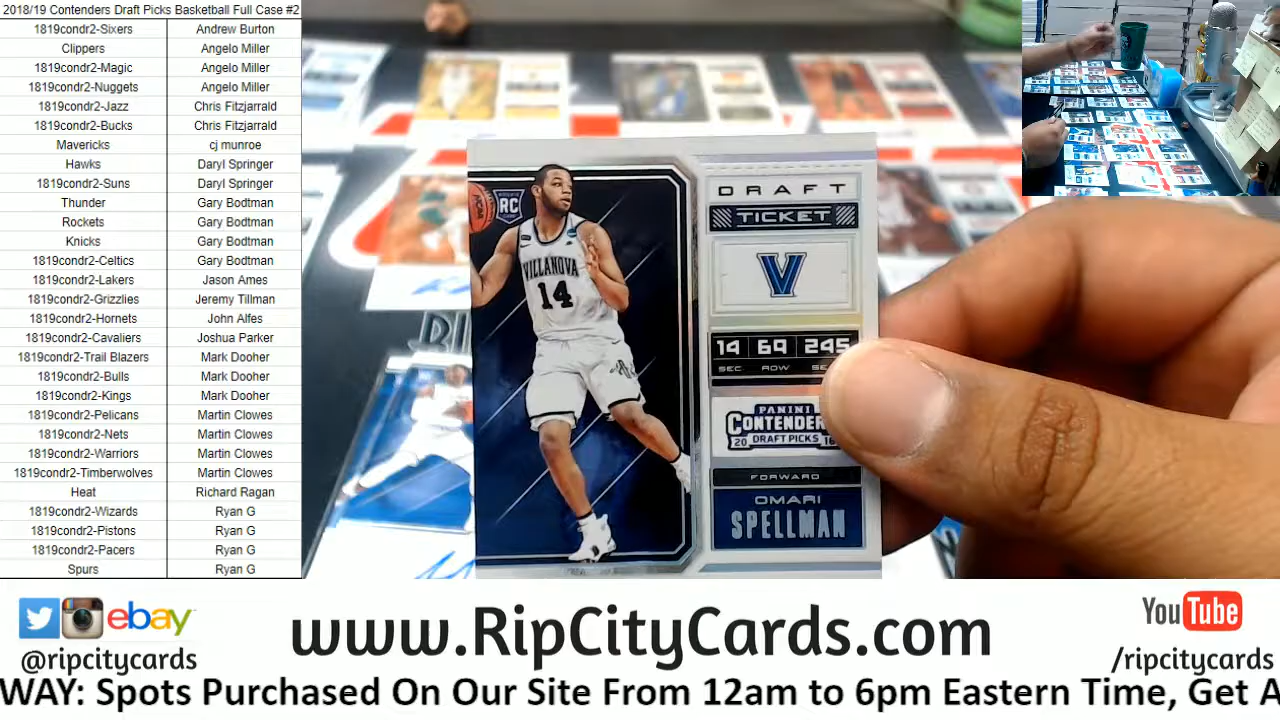 2018/19 Contenders Draft Picks Basketball Full Case #2
1819condr2-Sixers Andrew Burton
Clippers Angelo Miller
1819condr2-Magic Angelo Miller
1819condr2-Nuggets Angelo Miller
1819condr2-Jazz Chris Fitzjarrald
1819condr2-Bucks Chris Fitzjarrald
Mavericks cj munroe
Hawks Daryl Springer
1819condr2-Suns Daryl Springer
Thunder Gary Bodtman
Rockets Gary Bodtman
Knicks Gary Bodtman
1819condr2-Celtics Gary Bodtman
1819condr2-Lakers Jason Ames
1819condr2-Grizzlies Jeremy Tillman
1819condr2-Hornets John Alfes
1819condr2-Cavaliers Joshua Parker
1819condr2-Trail Blazers Mark Dooher
1819condr2-Bulls Mark Dooher
1819condr2-Kings Mark Dooher
1819condr2-Pelicans Martin Clowes
1819condr2-Nets Martin Clowes
1819condr2-Warriors Martin Clowes
1819condr2-Timberwolves Martin Clowes
Heat Richard Ragan
1819condr2-Wizards Ryan G
1819condr2-Pistons Ryan G
1819condr2-Pacers Ryan G
Spurs Ryan G
RC
VILLANOVA
14
DRAFT
TICKET
V
14 69 245
SEC ROW
PANINI
CONTENDER
20 DRAFT PICKS
FORWARD
OMARI
SPELLMAN
ebay
@ripcitycards
www.RipCityCards.com
YouTube
/ripcitycards
WAY: Spots Purchased On Our Site From 12am to 6pm Eastern Time, Get A